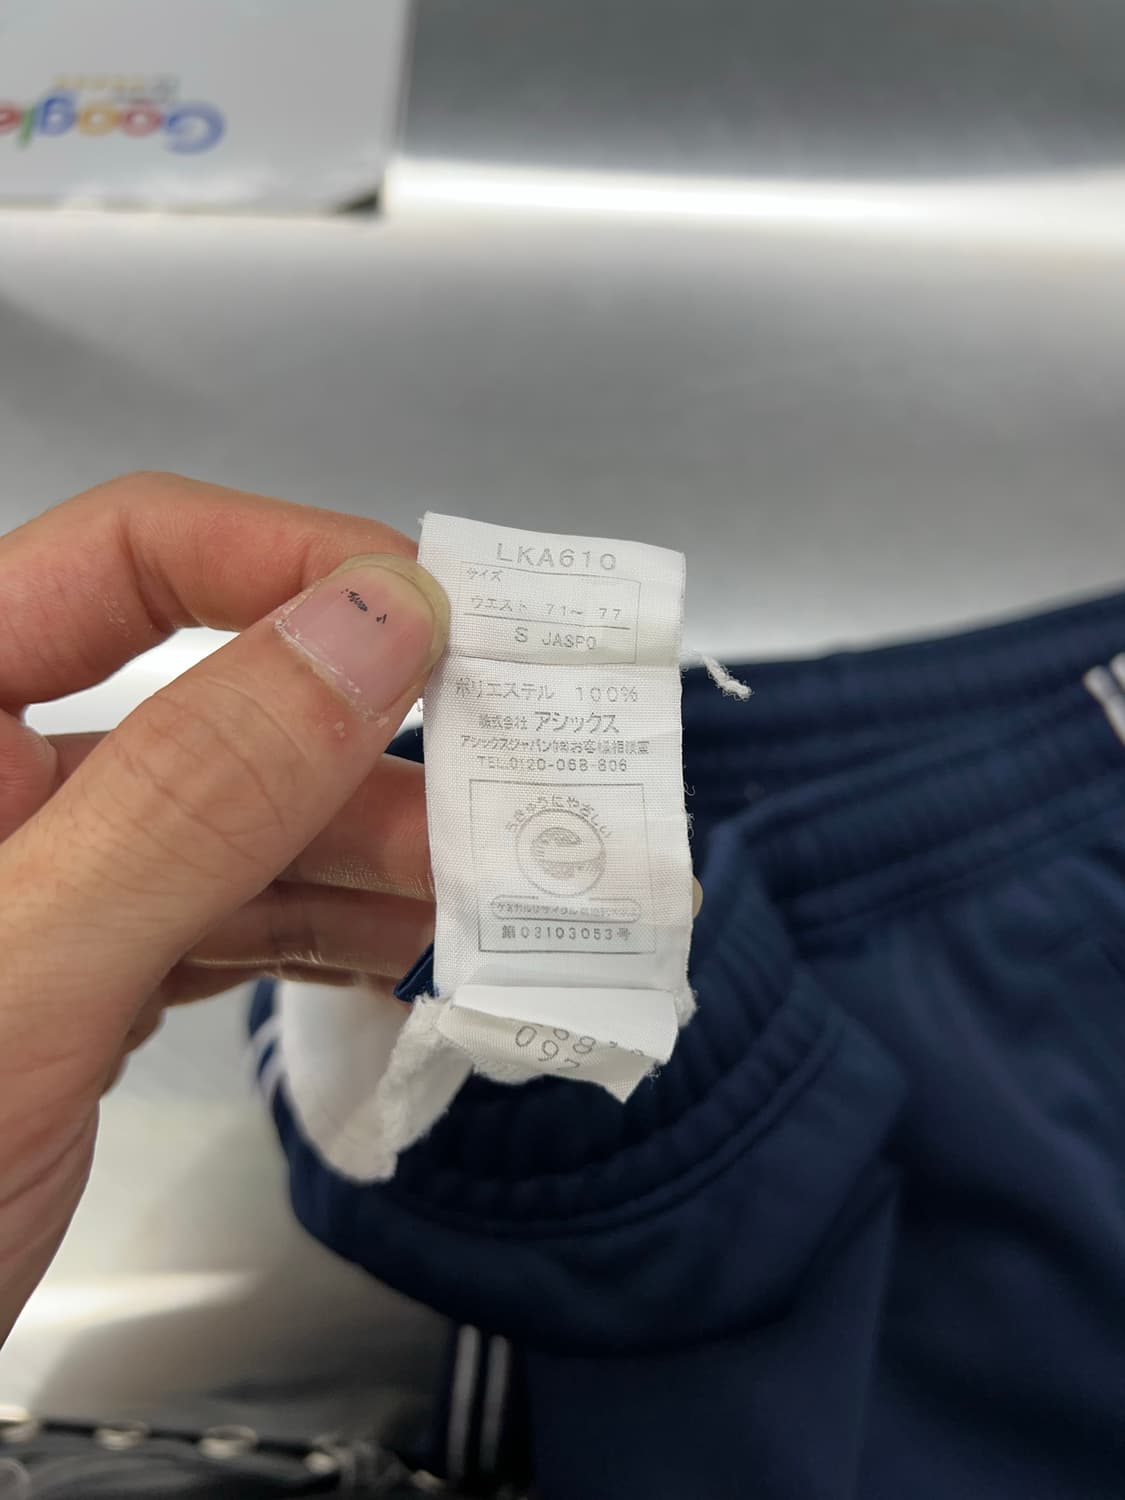 Google
LKA610
サイズ
ウエスト 71～77
S JASPO
ポリエステル 100%
株式会社 アシックス
アシックスジャパン(株)お客様相談室
TEL.0120-068-806
ちきゅうにやさしい
e
第03103053号